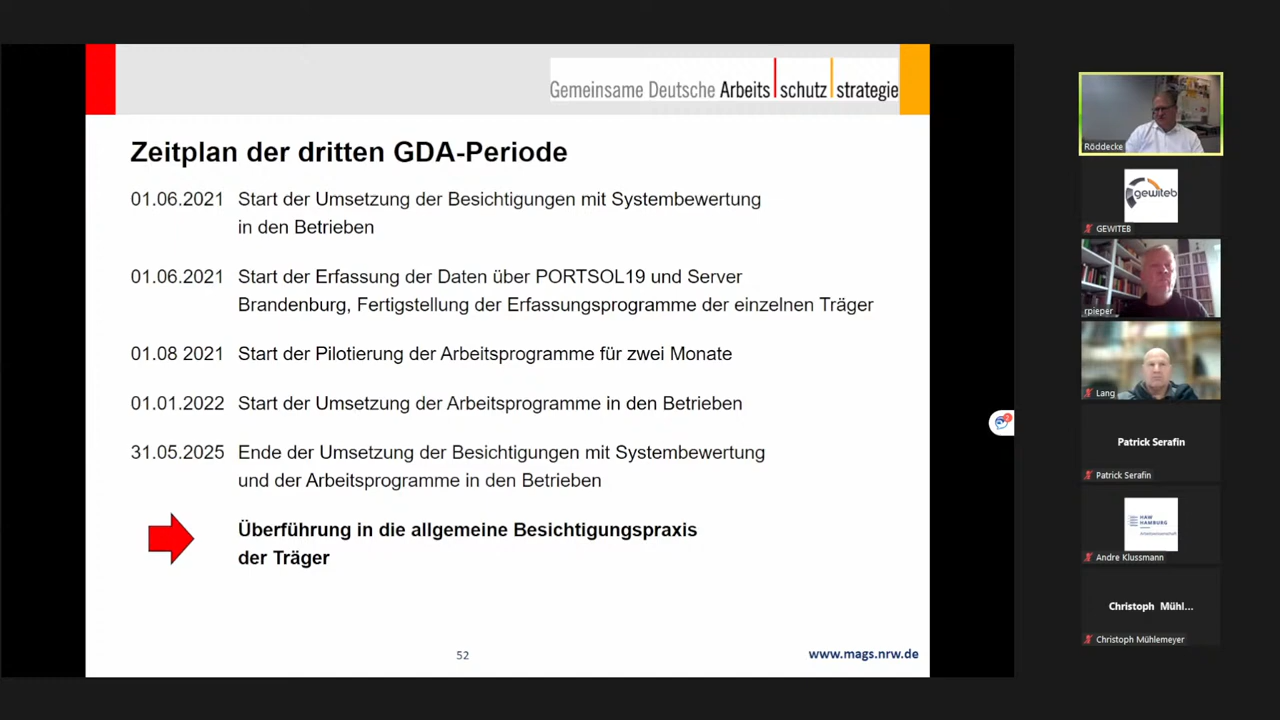 Gemeinsame Deutsche Arbeits schutz strategie
Zeitplan der dritten GDA-Periode
01.06.2021 Start der Umsetzung der Besichtigungen mit Systembewertung
in den Betrieben
01.06.2021 Start der Erfassung der Daten über PORTSOL19 und Server
Brandenburg, Fertigstellung der Erfassungsprogramme der einzelnen Träger
01.08 2021 Start der Pilotierung der Arbeitsprogramme für zwei Monate
01.01.2022 Start der Umsetzung der Arbeitsprogramme in den Betrieben
31.05.2025 Ende der Umsetzung der Besichtigungen mit Systembewertung
und der Arbeitsprogramme in den Betrieben
Überführung in die allgemeine Besichtigungspraxis
der Träger
52
www.mags.nrw.de
Röddecke
gewiteb
GEWITEB
rpieper
Lang
Patrick Serafin
Patrick Serafin
HAW
HAMBURG
Andre Klussmann
Christoph Mühl...
Christoph Mühlemeyer